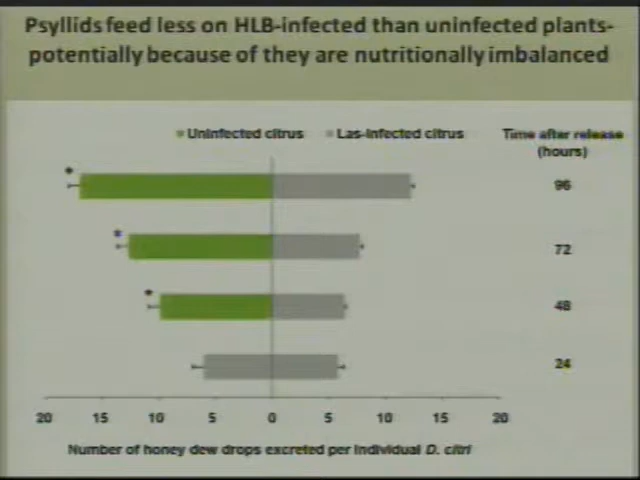 Psyllids feed less on HLB-infected than uninfected plants-
potentially because of they are nutritionally imbalanced
Uninfected citrus Las-infected citrus Time after release
(hours)
* 96
* 72
* 48
24
20 15 10 5 0 5 10 15 20
Number of honey dew drops excreted per individual D. citri